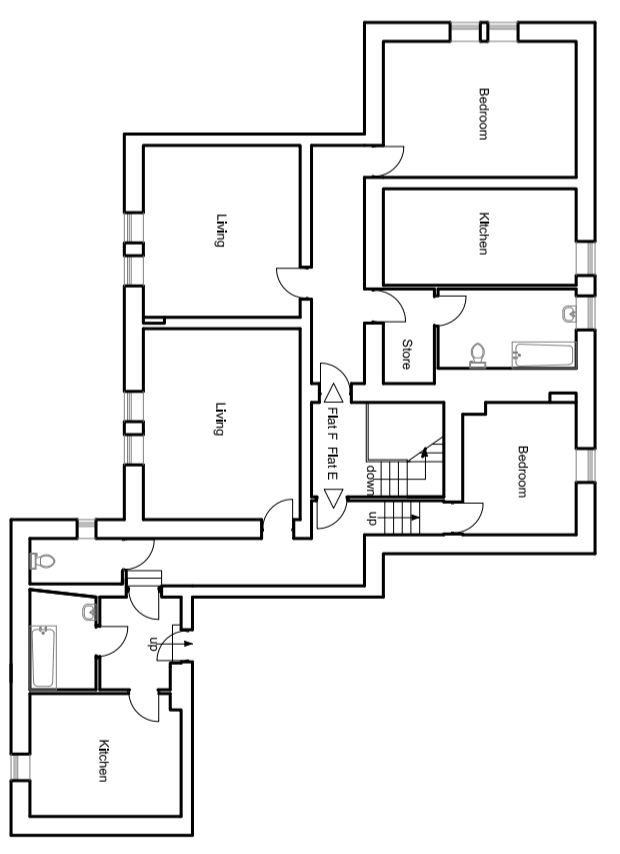 Bedroom
Kitchen
Living
Store
Living
Flat F Flat E
down
up
Bedroom
up
Kitchen